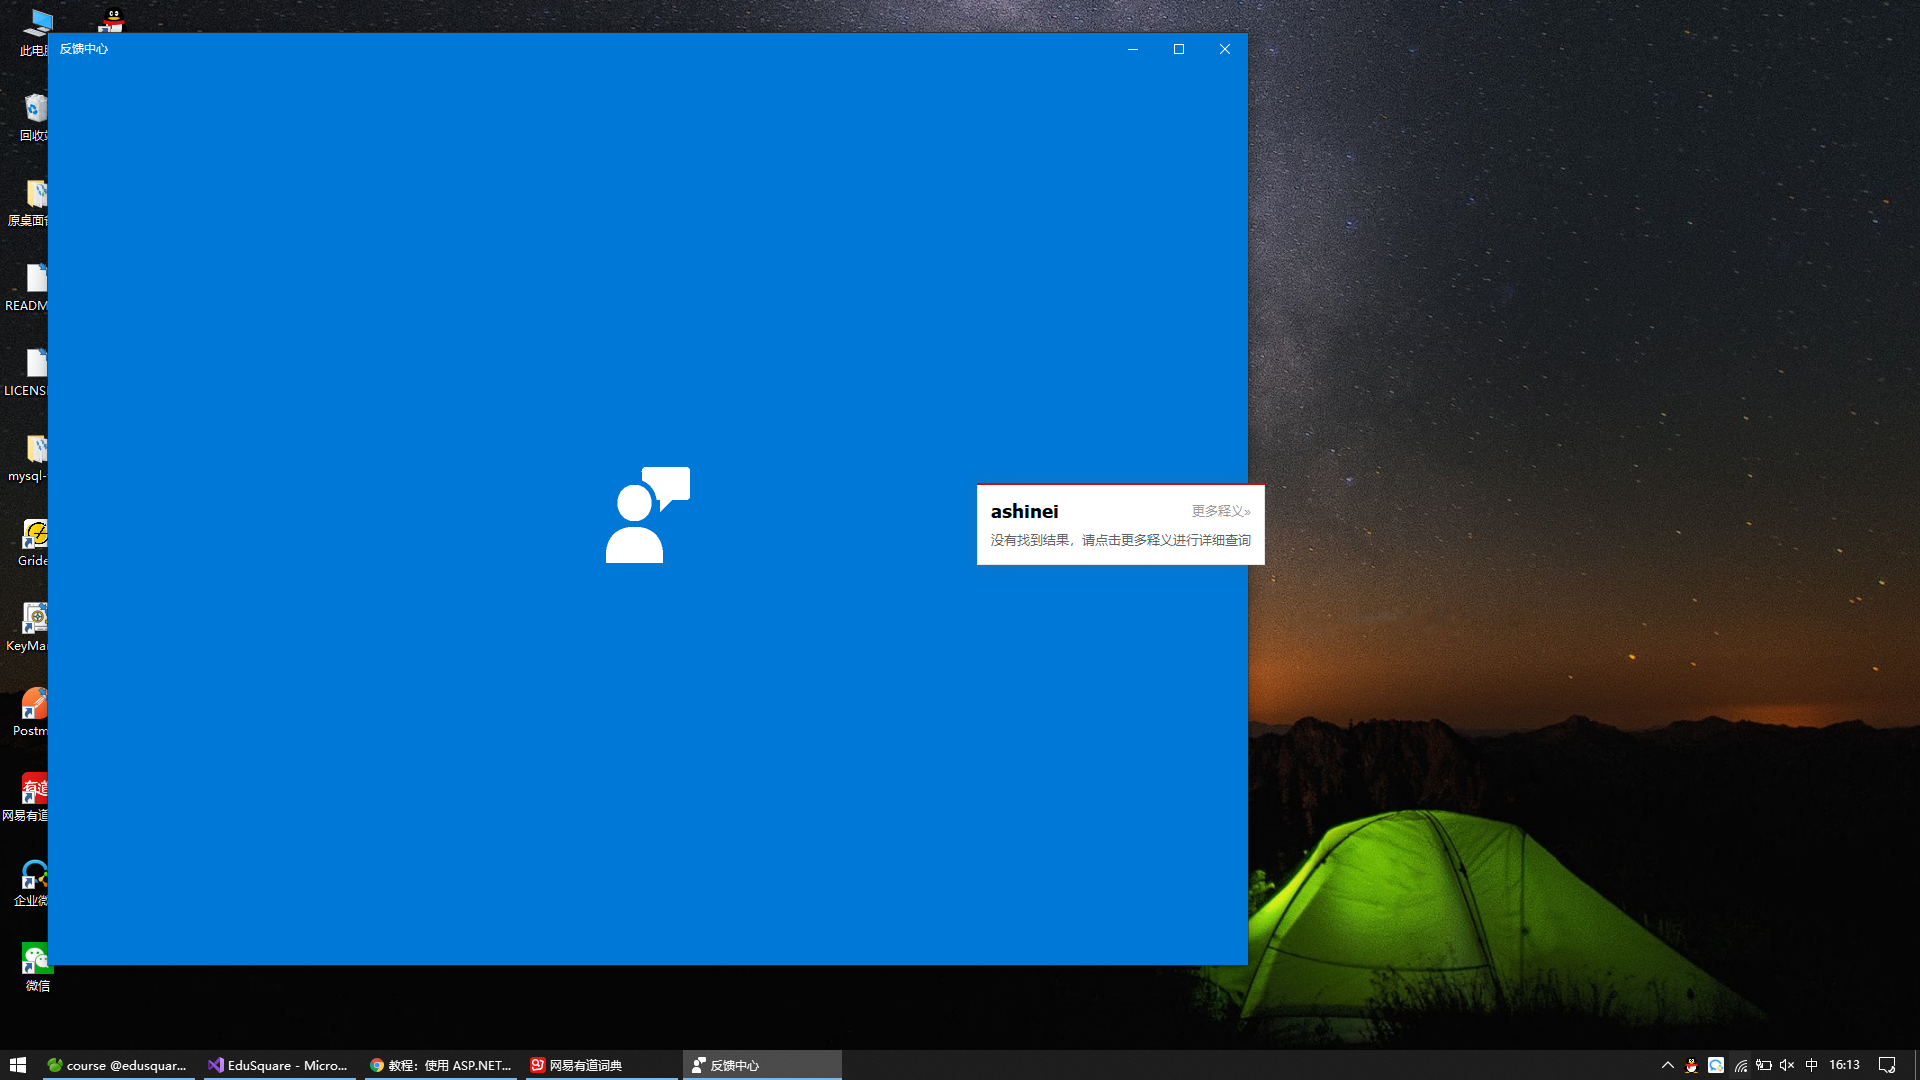 反馈中心
此电
回收
原桌面
READM
LICENS
mysql-
Gride
KeyMa
Postm
网易有道
企业微
微信
ashinei
更多释义»
没有找到结果，请点击更多释义进行详细查询
course @edusquar...
EduSquare - Micro...
教程：使用 ASP.NET...
网易有道词典
反馈中心
中
16:13